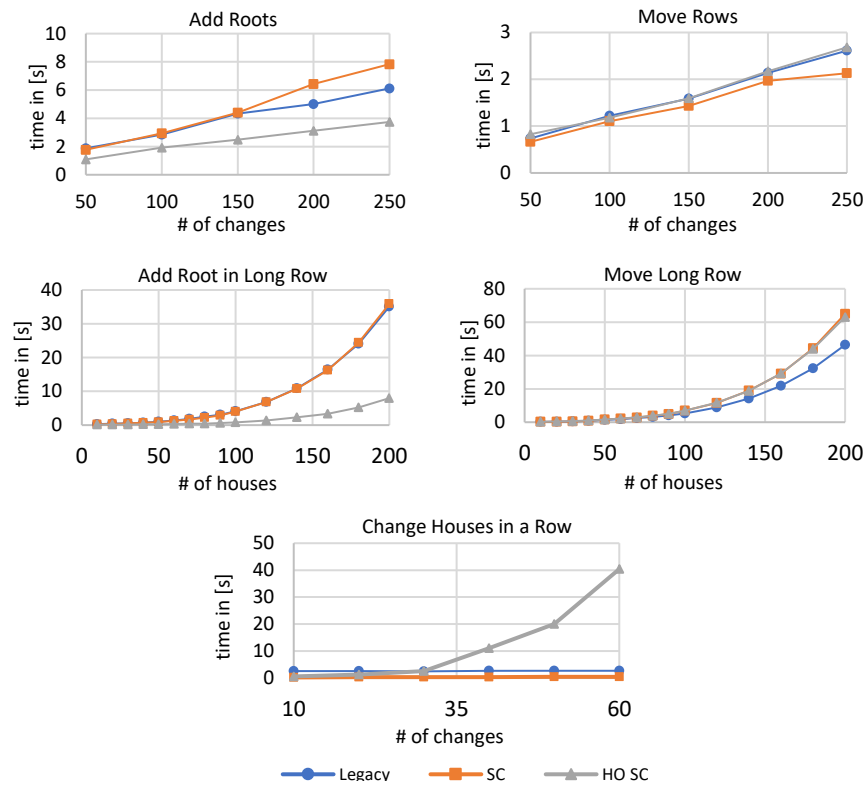 Add Roots
10
8
6
4
2
0
time in [s]
50 100 150 200 250
# of changes
Move Rows
3
2
1
0
time in [s]
50 100 150 200 250
# of changes
Add Root in Long Row
40
30
20
10
0
time in [s]
0 50 100 150 200
# of houses
Move Long Row
80
60
40
20
0
time in [s]
0 50 100 150 200
# of houses
Change Houses in a Row
50
40
30
20
10
0
time in [s]
10 35 60
# of changes
Legacy SC HO SC